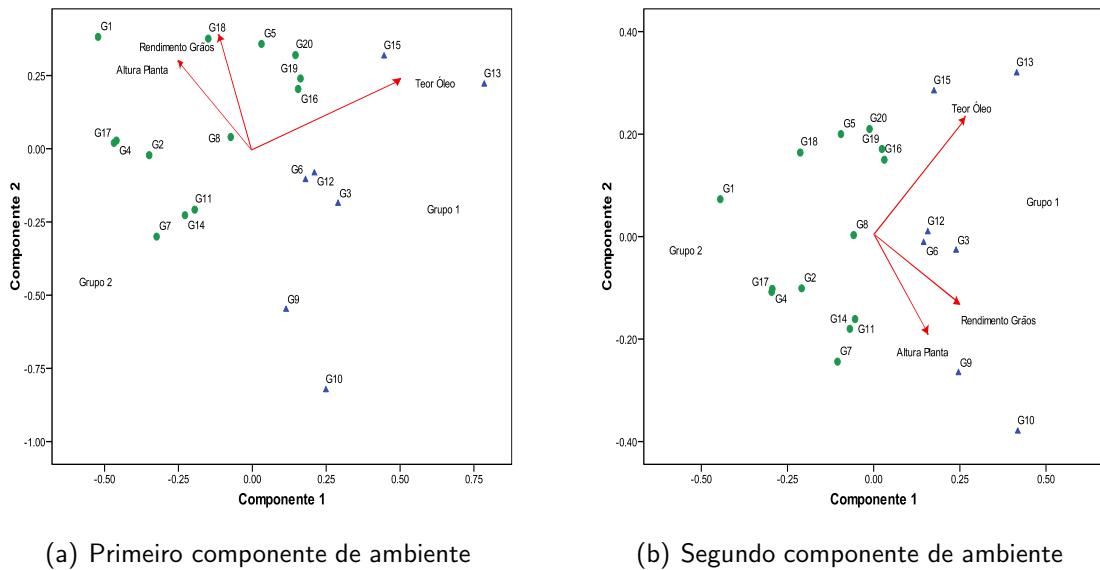 G1
G18
G5
G20
G15
Rendimento Grãos
Altura Planta
G19
G16
Teor Óleo
G13
G17
G4
G2
G8
G6
G12
G3
G11
G14
G7
Grupo 1
Grupo 2
G9
G10
0.25
0.00
-0.25
-0.50
-0.75
-1.00
Componente 2
-0.50
-0.25
0.00
0.25
0.50
0.75
Componente 1
(a) Primeiro componente de ambiente
G13
G15
Teor Óleo
G5
G20
G19
G16
G18
G1
G12
G6
G3
Grupo 1
G8
Grupo 2
G17
G4
G2
G14
G11
G7
Rendimento Grãos
Altura Planta
G9
G10
0.40
0.20
0.00
-0.20
-0.40
Componente 2
-0.50
-0.25
0.00
0.25
0.50
Componente 1
(b) Segundo componente de ambiente